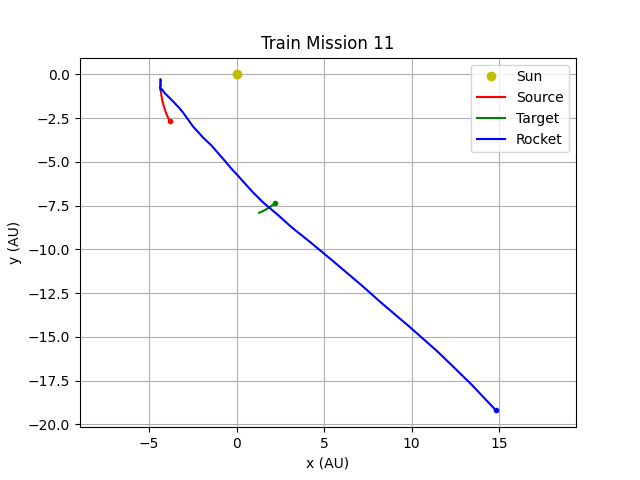 Train Mission 11
Sun
Source
Target
Rocket
0.0
−2.5
−5.0
−7.5
−10.0
−12.5
−15.0
−17.5
−20.0
y (AU)
−5 0 5 10 15
x (AU)